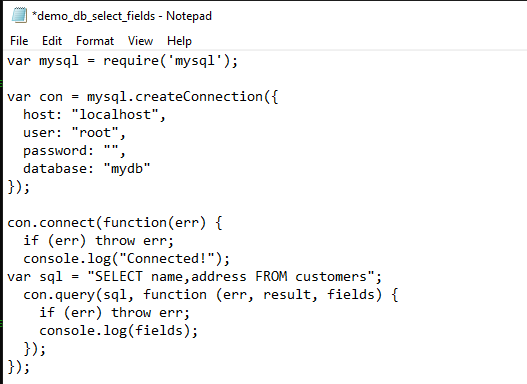 *demo_db_select_fields - Notepad
File Edit Format View Help
var mysql = require('mysql');

var con = mysql.createConnection({
  host: "localhost",
  user: "root",
  password: "",
  database: "mydb"
});

con.connect(function(err) {
  if (err) throw err;
  console.log("Connected!");
var sql = "SELECT name,address FROM customers";
  con.query(sql, function (err, result, fields) {
    if (err) throw err;
    console.log(fields);
  });
});